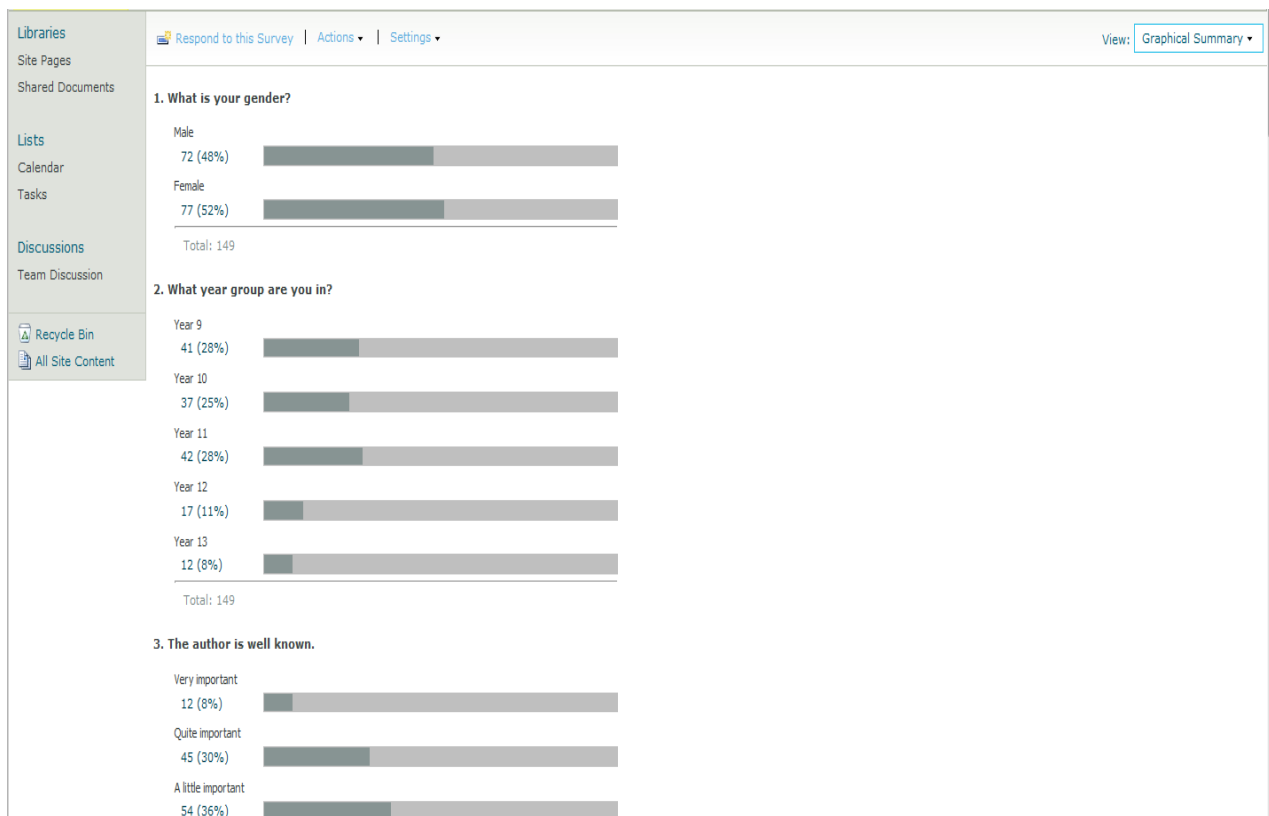 Libraries
Site Pages
Shared Documents
Lists
Calendar
Tasks
Discussions
Team Discussion
Recycle Bin
All Site Content
Respond to this Survey | Actions | Settings
View: Graphical Summary
1. What is your gender?
Male
72 (48%)
Female
77 (52%)
Total: 149
2. What year group are you in?
Year 9
41 (28%)
Year 10
37 (25%)
Year 11
42 (28%)
Year 12
17 (11%)
Year 13
12 (8%)
Total: 149
3. The author is well known.
Very important
12 (8%)
Quite important
45 (30%)
A little important
54 (36%)